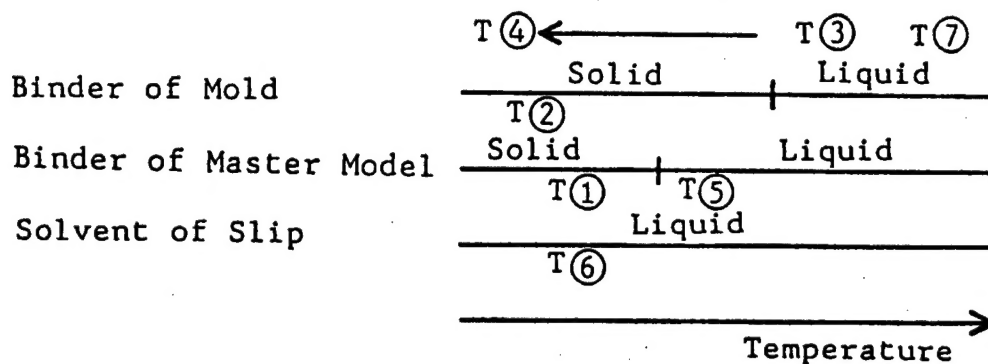 T④ T③ T⑦
Solid Liquid
Binder of Mold
T②
Solid Liquid
Binder of Master Model
T① T⑤
Liquid
Solvent of Slip
T⑥
Temperature